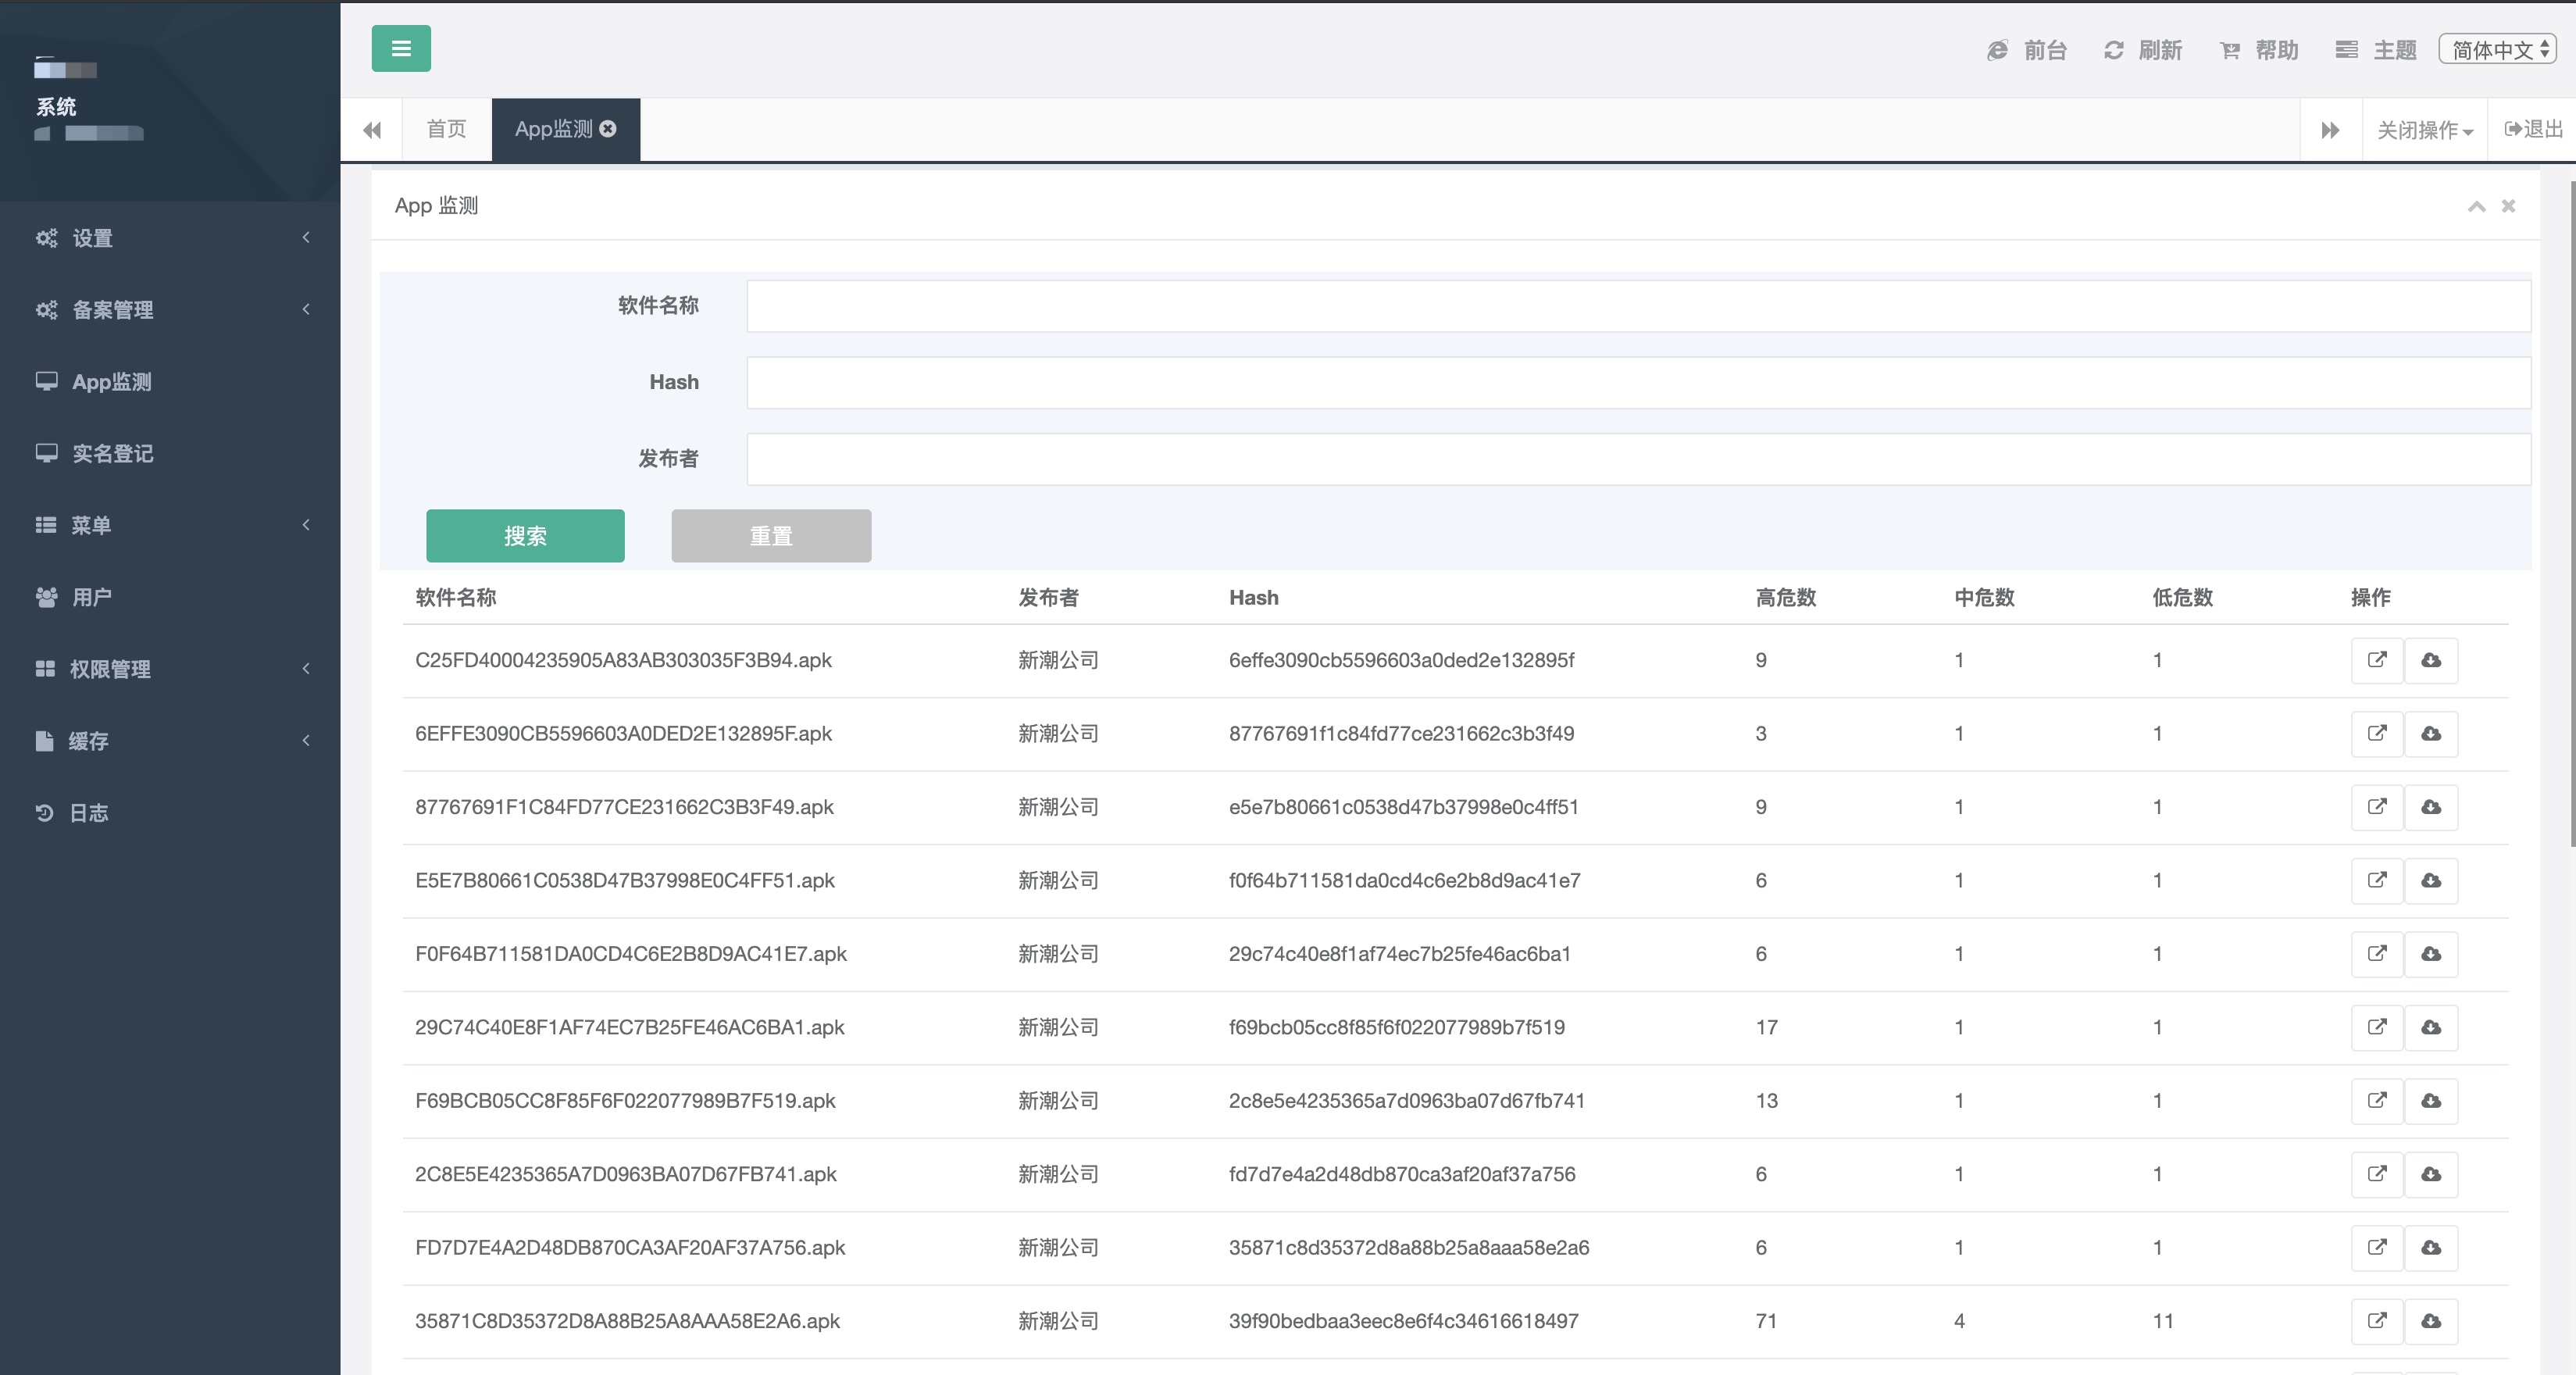 前台 刷新 帮助 主题 简体中文
系统
首页 App监测 关闭操作 退出
App 监测
设置
备案管理
App监测
实名登记
菜单
用户
权限管理
缓存
日志
软件名称
Hash
发布者
搜索 重置
软件名称 发布者 Hash 高危数 中危数 低危数 操作
C25FD40004235905A83AB303035F3B94.apk 新潮公司 6effe3090cb5596603a0ded2e132895f 9 1 1
6EFFE3090CB5596603A0DED2E132895F.apk 新潮公司 87767691f1c84fd77ce231662c3b3f49 3 1 1
87767691F1C84FD77CE231662C3B3F49.apk 新潮公司 e5e7b80661c0538d47b37998e0c4ff51 9 1 1
E5E7B80661C0538D47B37998E0C4FF51.apk 新潮公司 f0f64b711581da0cd4c6e2b8d9ac41e7 6 1 1
F0F64B711581DA0CD4C6E2B8D9AC41E7.apk 新潮公司 29c74c40e8f1af74ec7b25fe46ac6ba1 6 1 1
29C74C40E8F1AF74EC7B25FE46AC6BA1.apk 新潮公司 f69bcb05cc8f85f6f022077989b7f519 17 1 1
F69BCB05CC8F85F6F022077989B7F519.apk 新潮公司 2c8e5e4235365a7d0963ba07d67fb741 13 1 1
2C8E5E4235365A7D0963BA07D67FB741.apk 新潮公司 fd7d7e4a2d48db870ca3af20af37a756 6 1 1
FD7D7E4A2D48DB870CA3AF20AF37A756.apk 新潮公司 35871c8d35372d8a88b25a8aaa58e2a6 6 1 1
35871C8D35372D8A88B25A8AAA58E2A6.apk 新潮公司 39f90bedbaa3eec8e6f4c34616618497 71 4 11